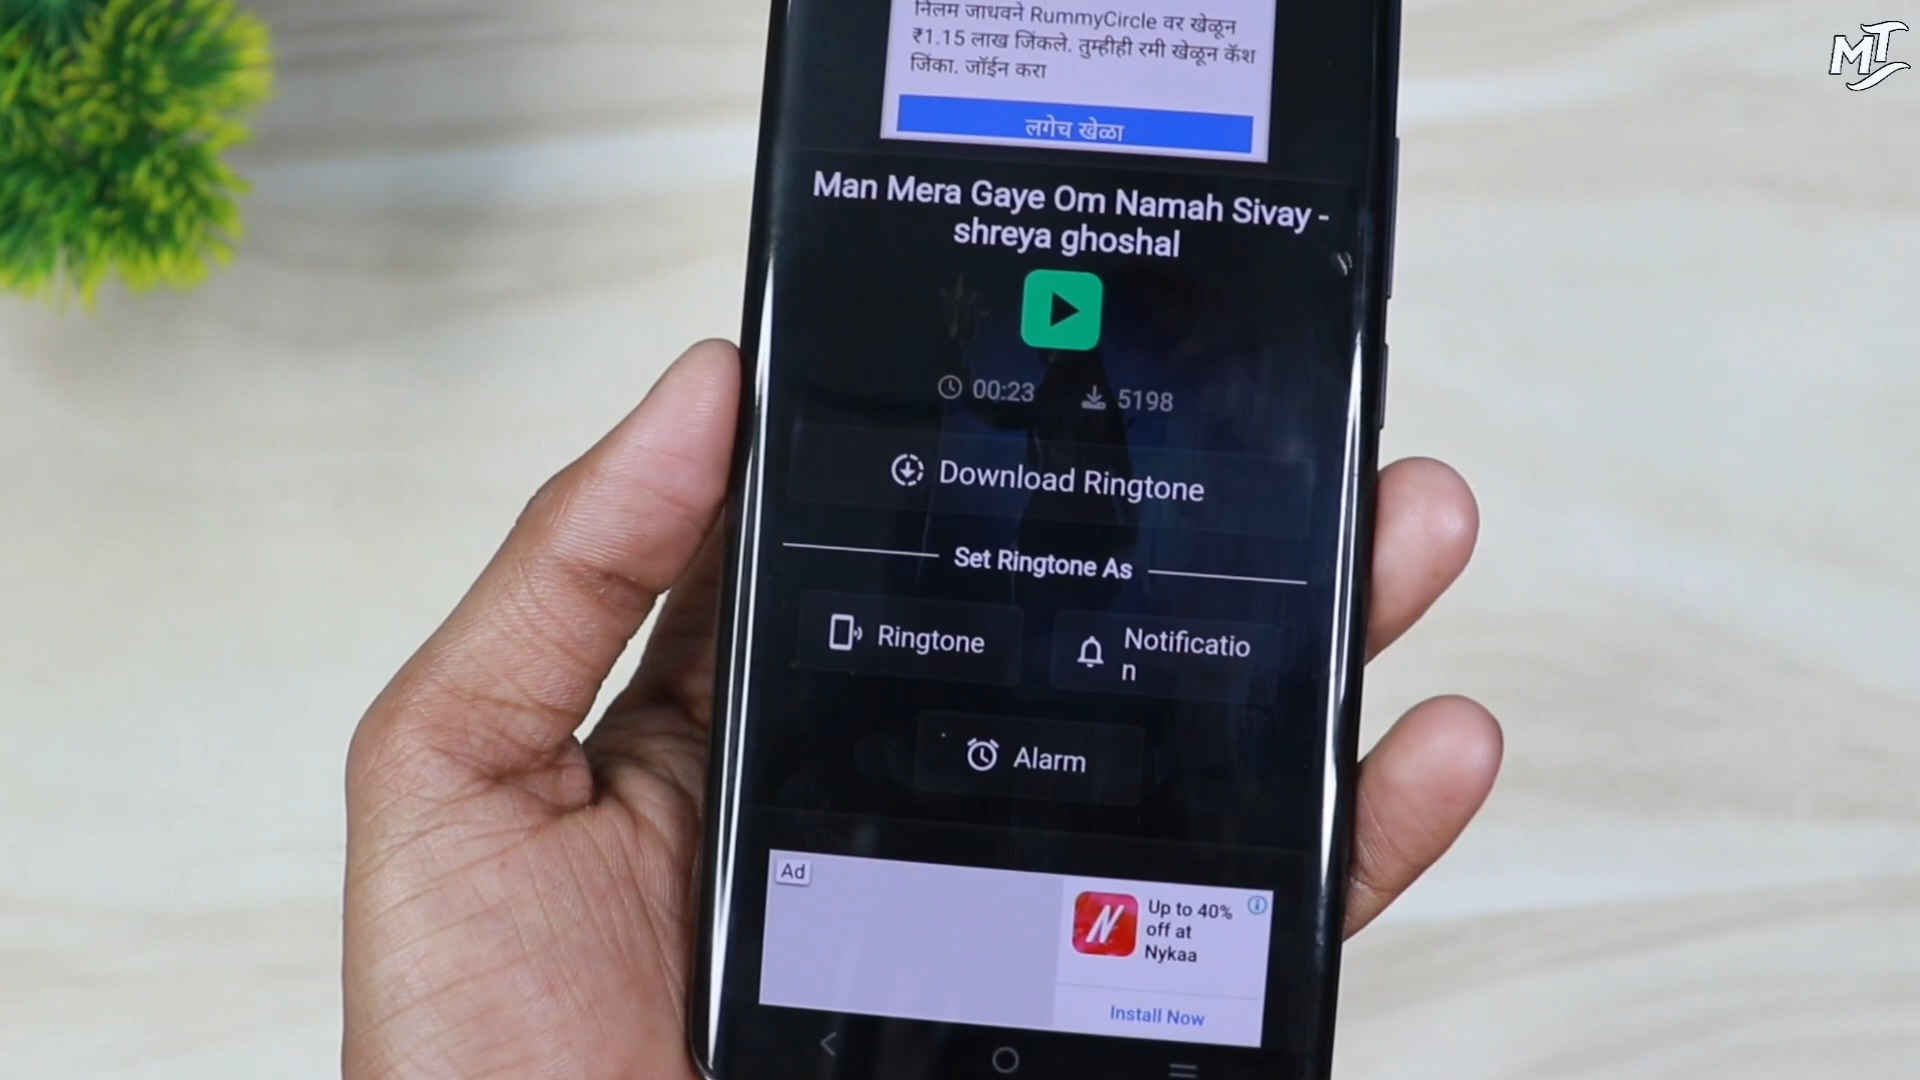 MTS
निलम जाधवने RummyCircle वर खेळून
₹1.15 लाख जिंकले. तुम्हीही रमी खेळून कॅश
जिंका. जॉईन करा
लगेच खेळा
Man Mera Gaye Om Namah Sivay -
shreya ghoshal
00:23 5198
Download Ringtone
Set Ringtone As
Ringtone
Notificatio
n
Alarm
Ad
Up to 40%
off at
Nykaa
Install Now